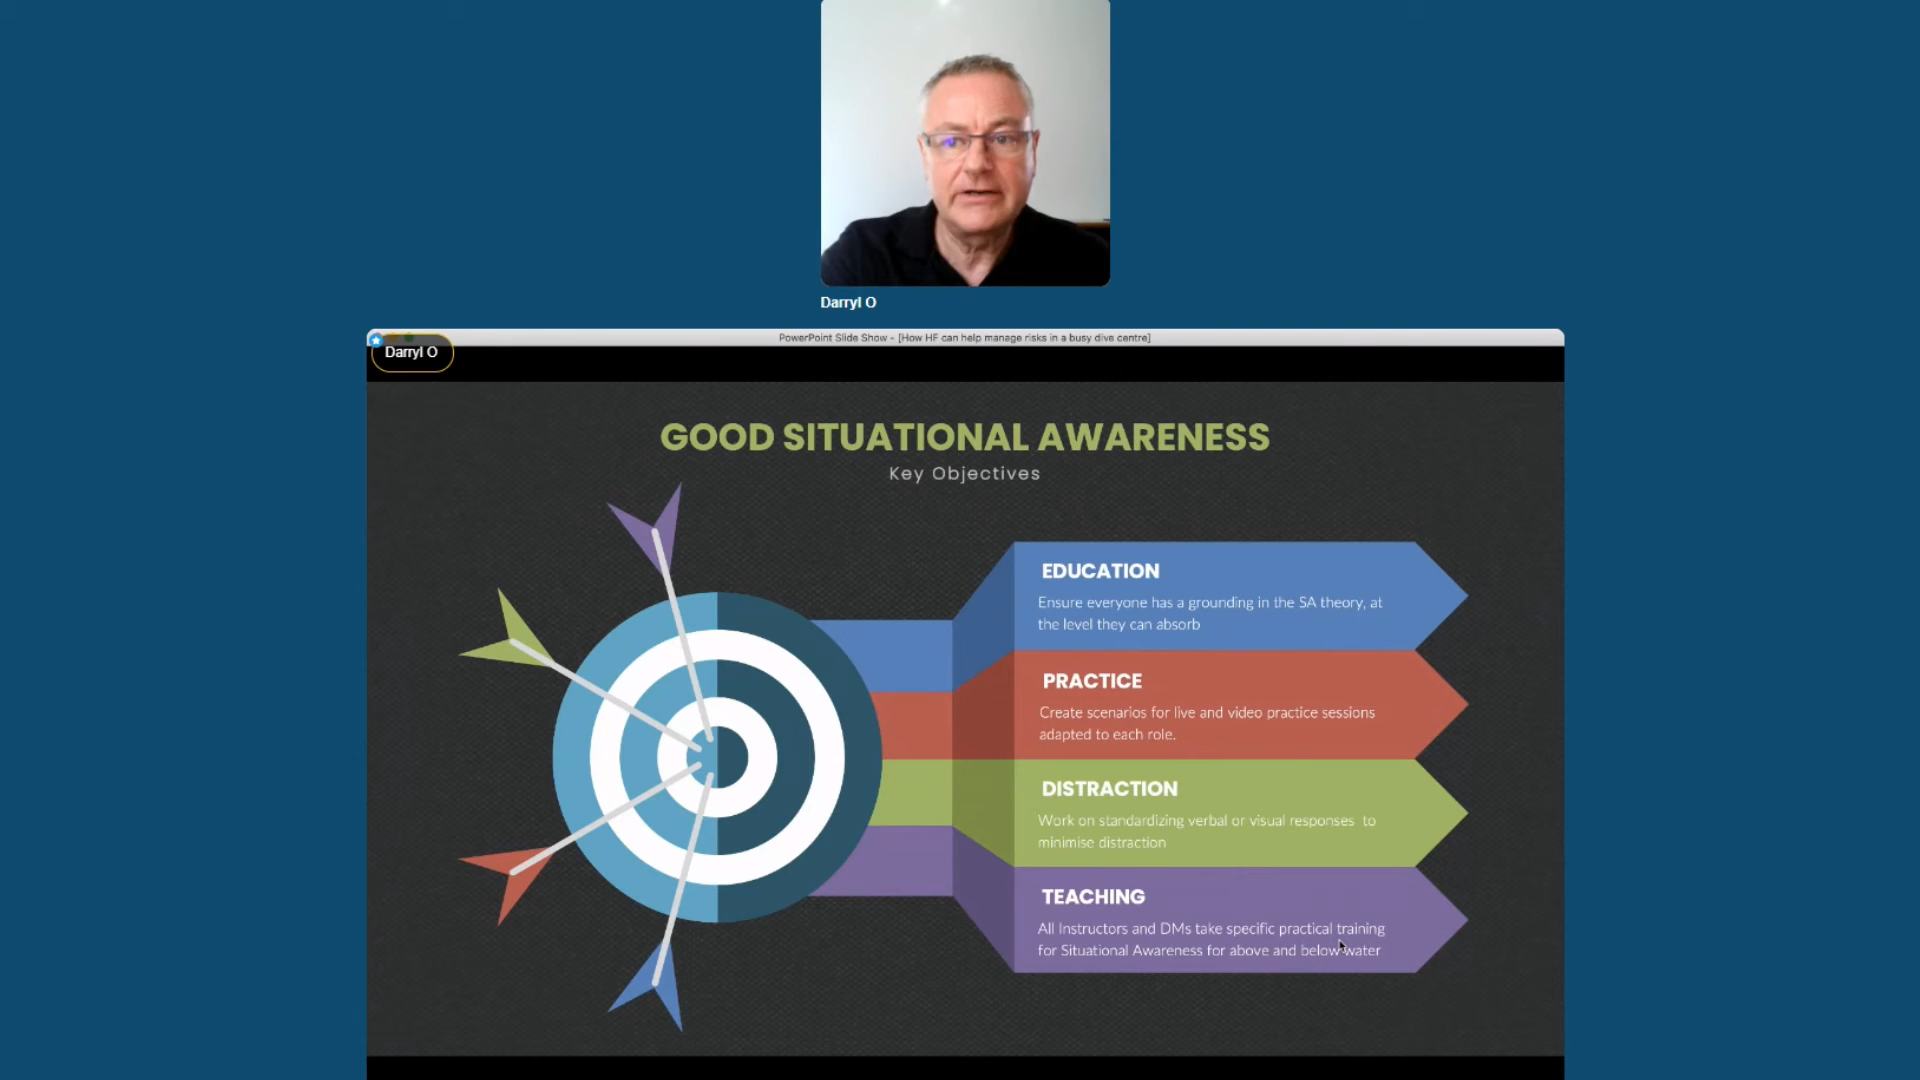 Darryl O
PowerPoint Slide Show - [How HF can help manage risks in a busy dive centre]
Darryl O
GOOD SITUATIONAL AWARENESS
Key Objectives
EDUCATION
Ensure everyone has a grounding in the SA theory, at
the level they can absorb
PRACTICE
Create scenarios for live and video practice sessions
adapted to each role.
DISTRACTION
Work on standardizing verbal or visual responses to
minimise distraction
TEACHING
All Instructors and DMs take specific practical training
for Situational Awareness for above and below water